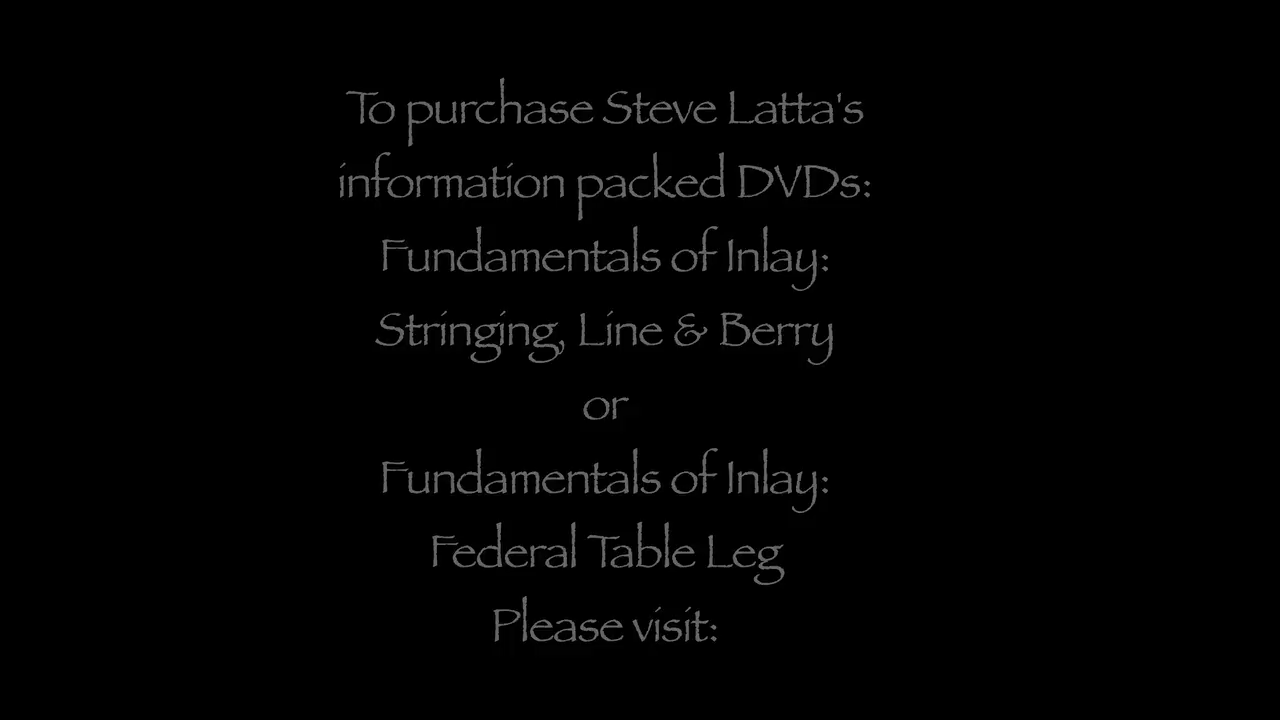 To purchase Steve Latta's
information packed DVDs:
Fundamentals of Inlay:
Stringing, Line & Berry
or
Fundamentals of Inlay:
Federal Table Leg
Please visit: